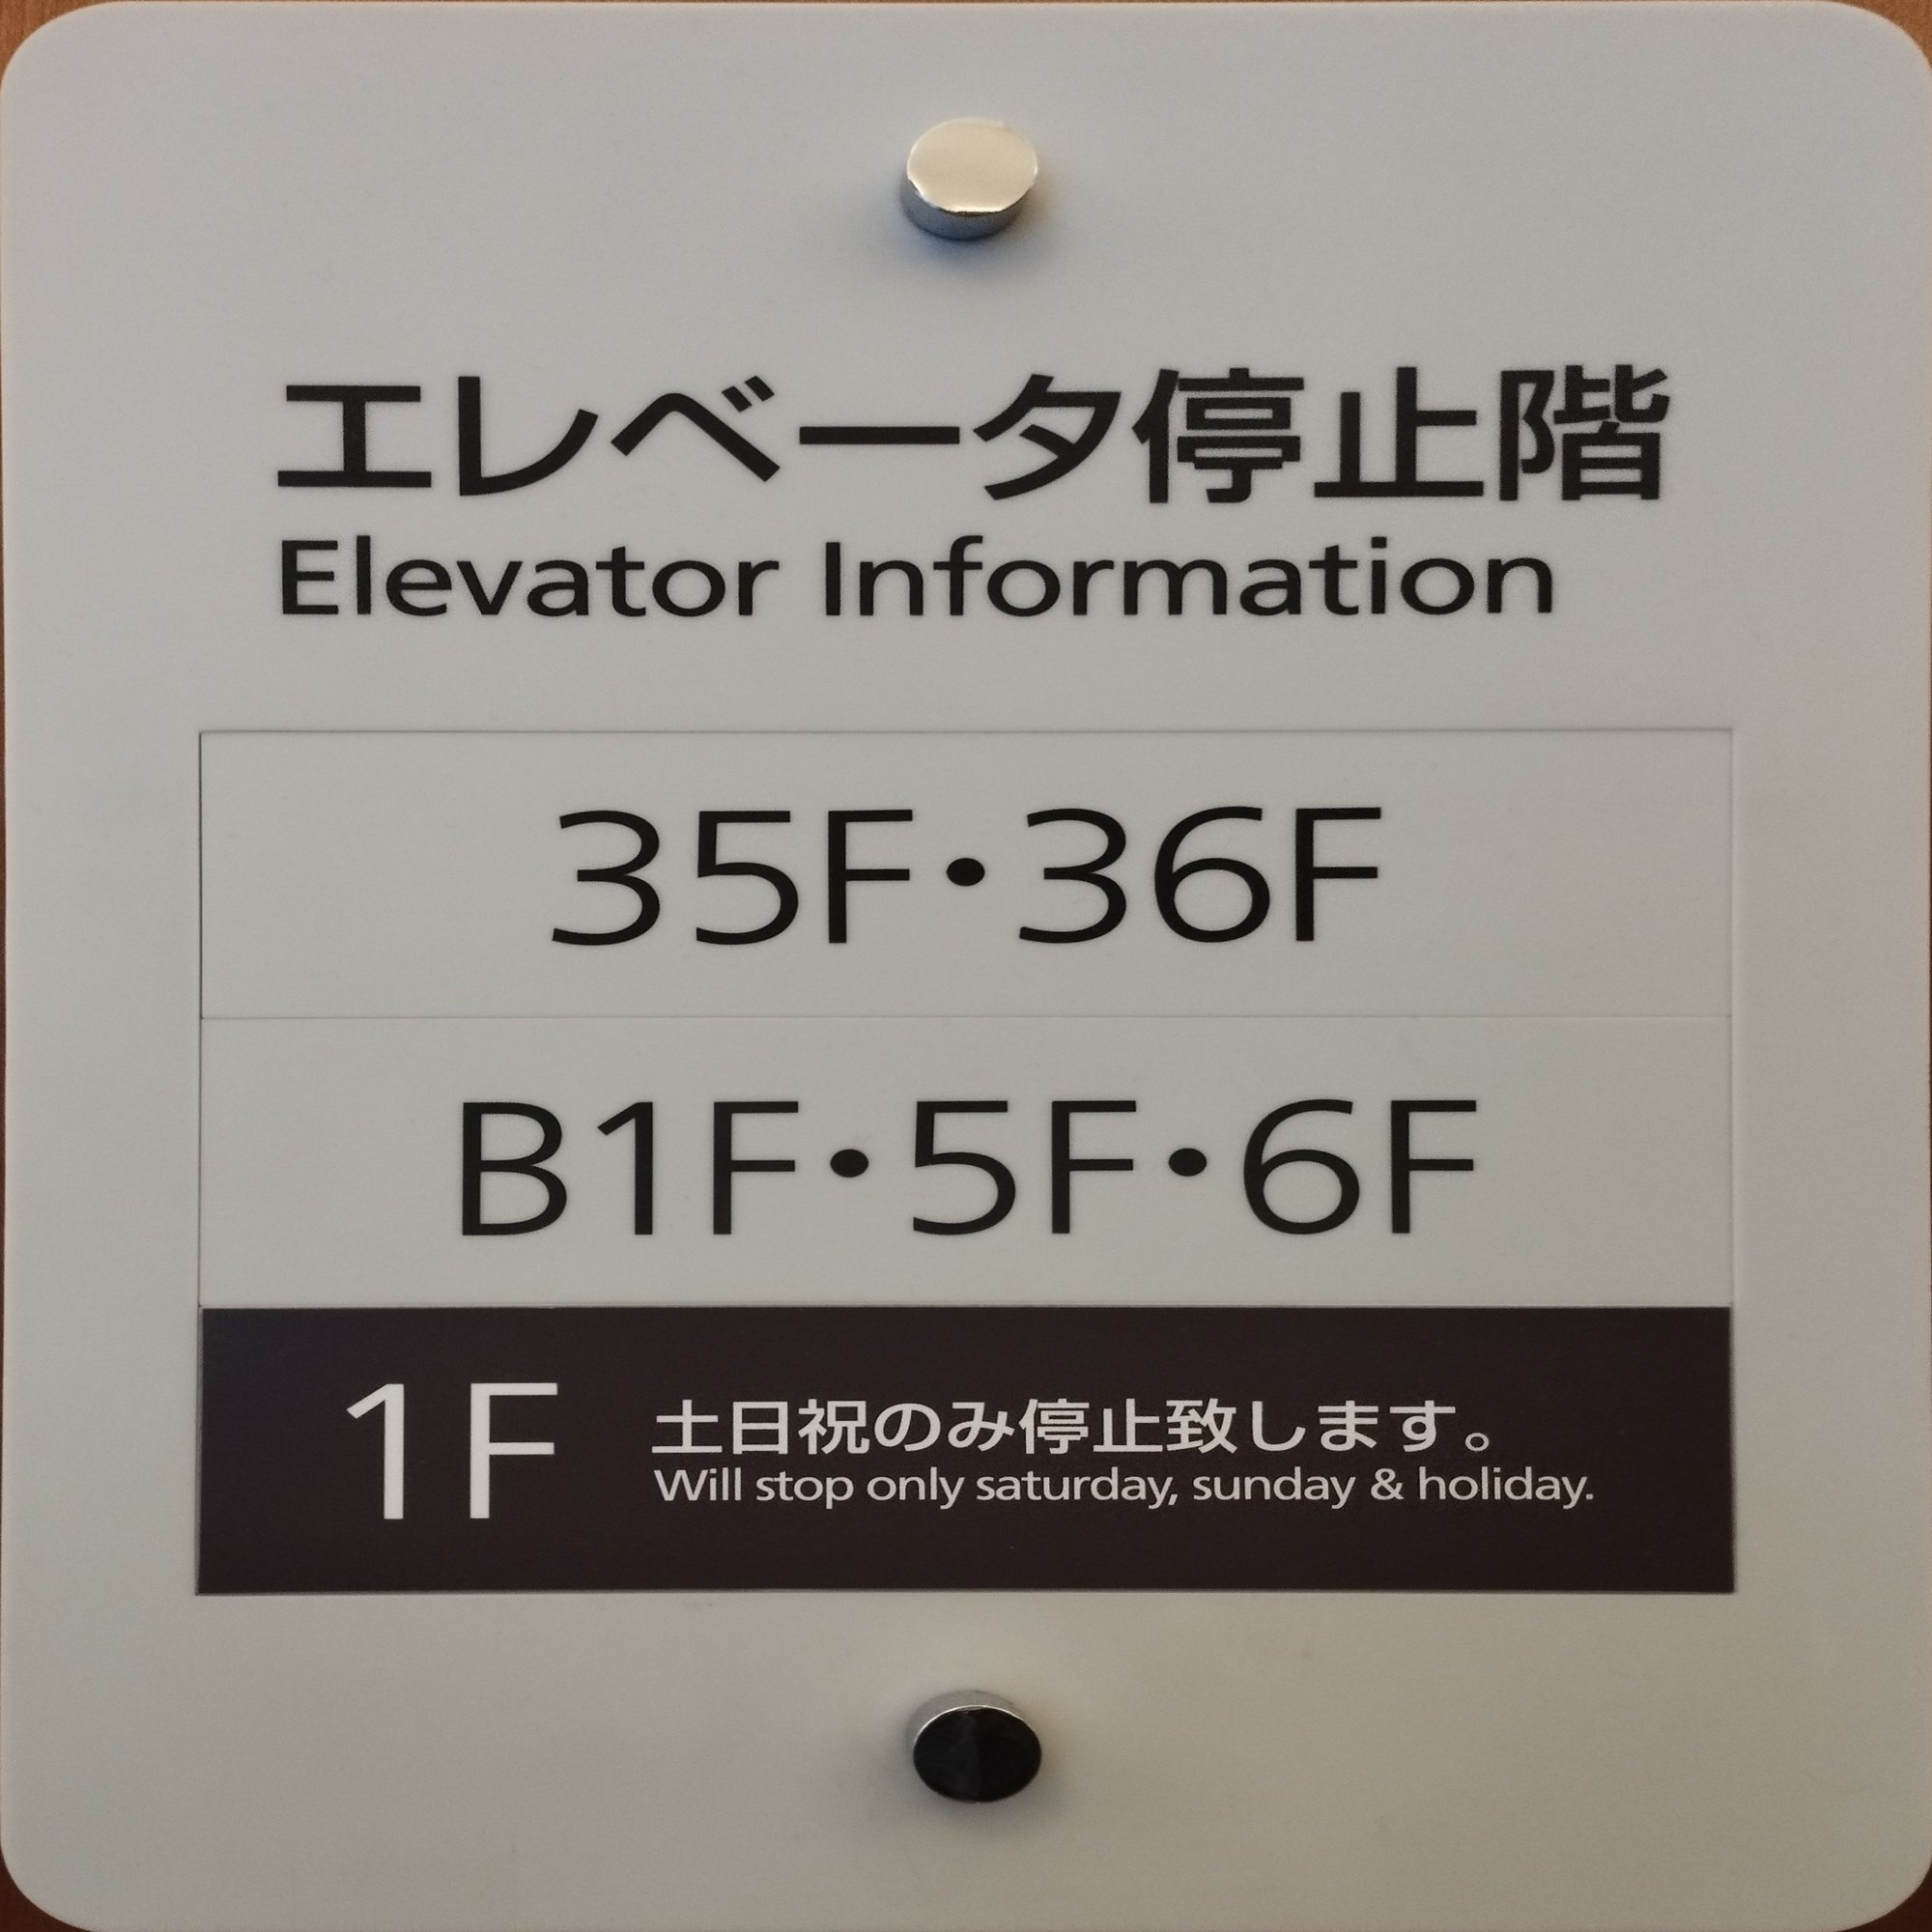 エレベータ停止階
Elevator Information
35F・36F
B1F・5F・6F
1F
土日祝のみ停止致します。
Will stop only saturday, sunday & holiday.